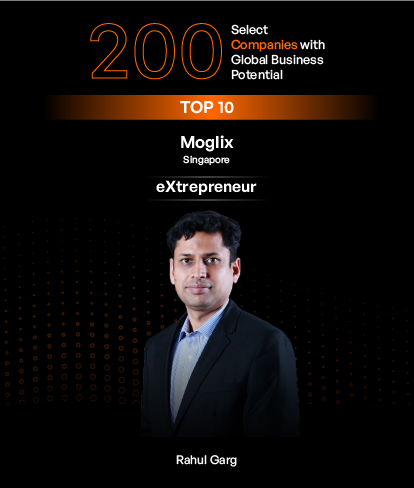 200
Select
Companies with
Global Business
Potential
TOP 10
Moglix
Singapore
eXtrepreneur
Rahul Garg